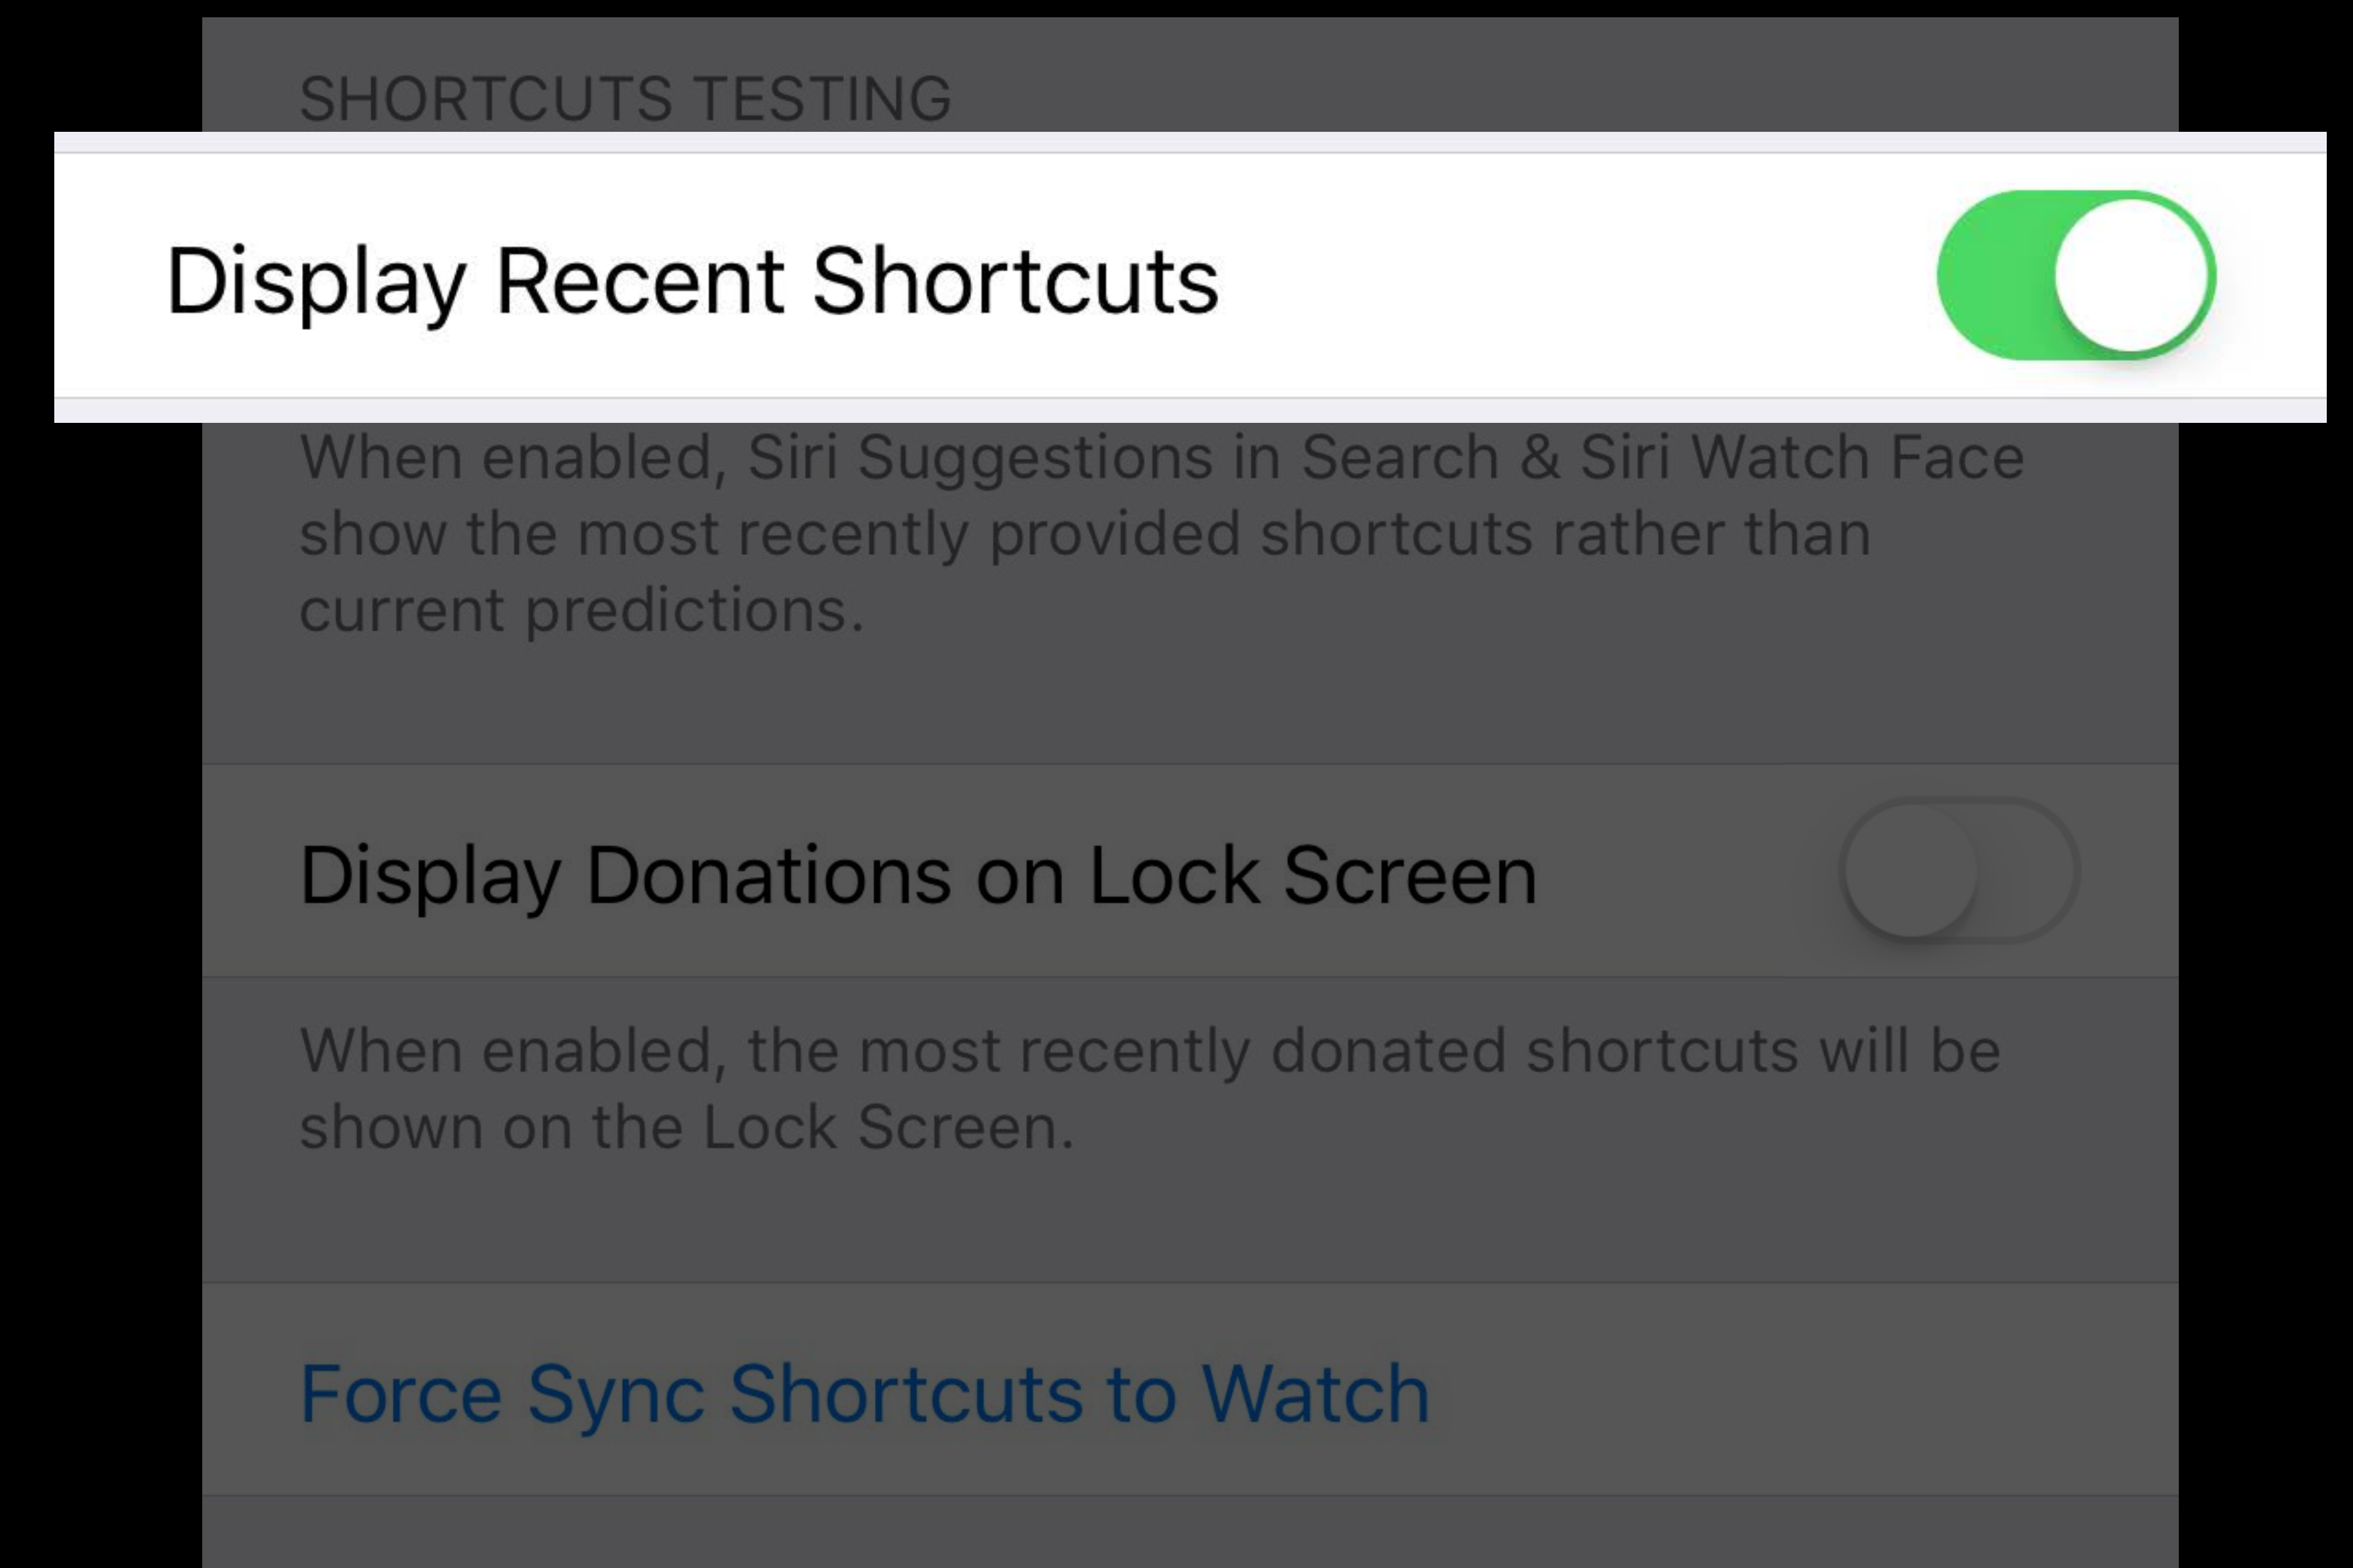 SHORTCUTS TESTING
Display Recent Shortcuts
When enabled, Siri Suggestions in Search & Siri Watch Face
show the most recently provided shortcuts rather than
current predictions.
Display Donations on Lock Screen
When enabled, the most recently donated shortcuts will be
shown on the Lock Screen.
Force Sync Shortcuts to Watch